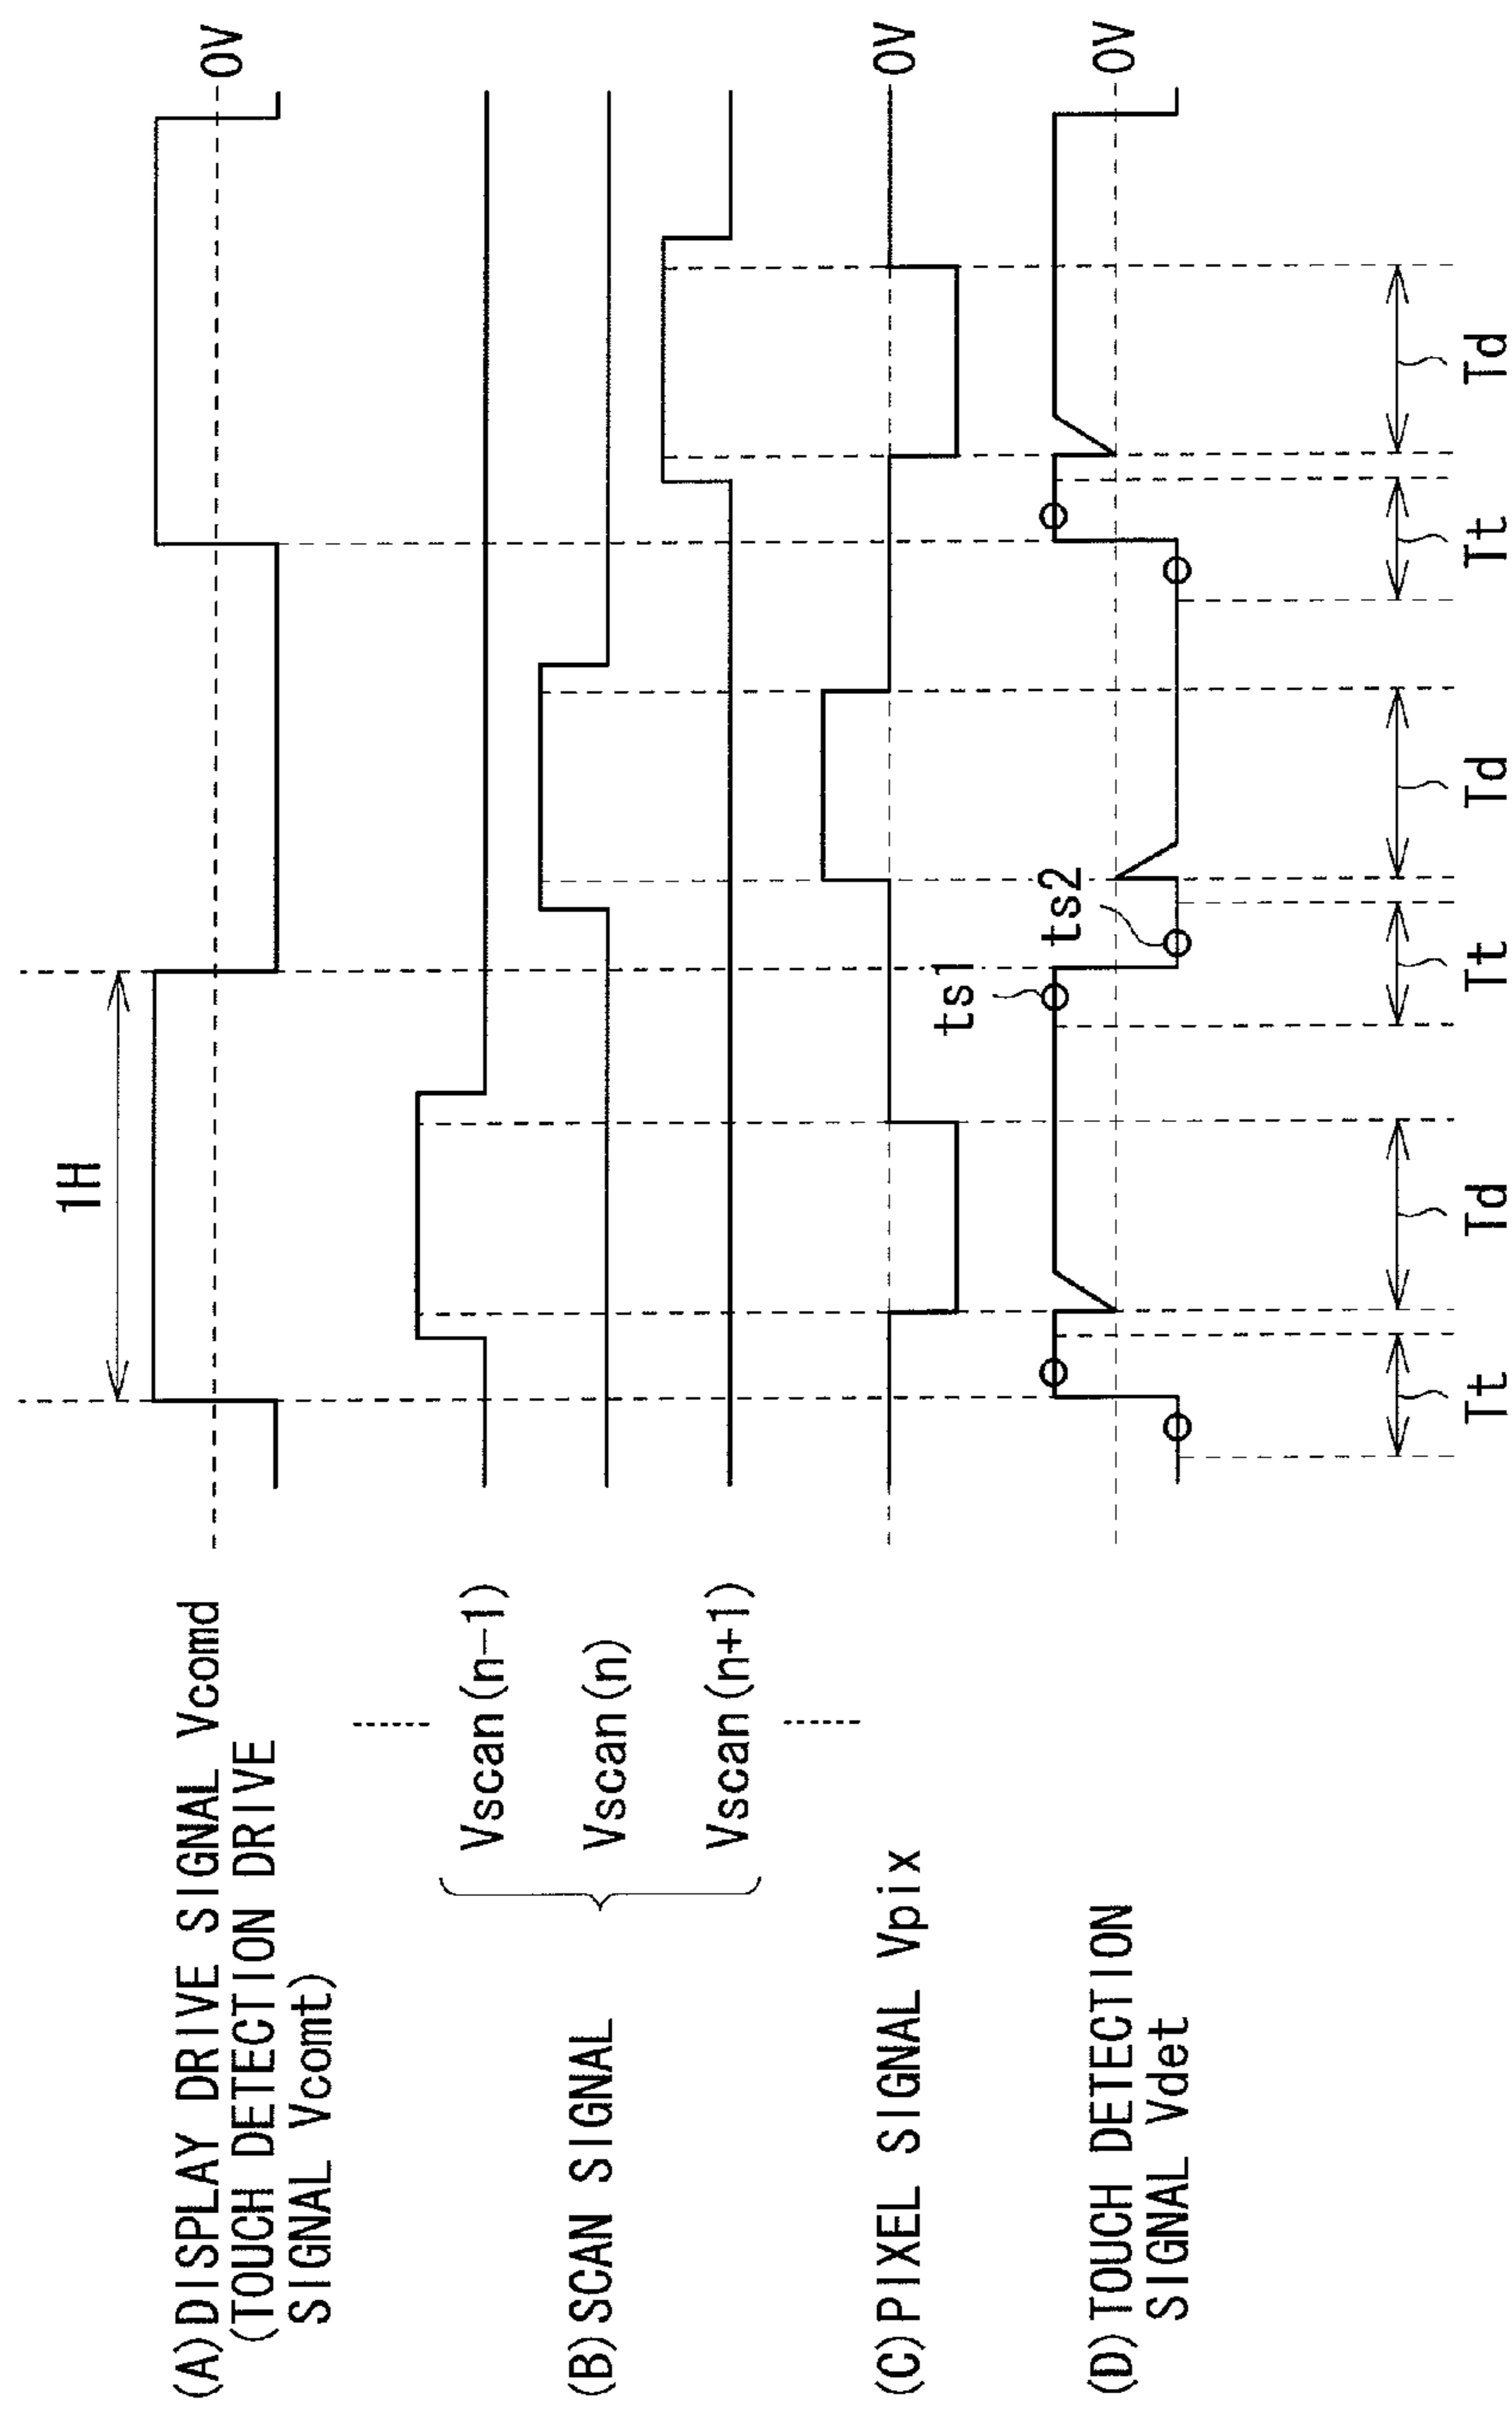 1H
0V
(A)DISPLAY DRIVE SIGNAL Vcomd
(TOUCH DETECTION DRIVE
SIGNAL Vcomt)
Vscan(n-1)
(B)SCAN SIGNAL
Vscan(n)
Vscan(n+1)
(C)PIXEL SIGNAL Vpix
0V
ts1
ts2
(D)TOUCH DETECTION
SIGNAL Vdet
0V
Tt
Td
Tt
Td
Tt
Td